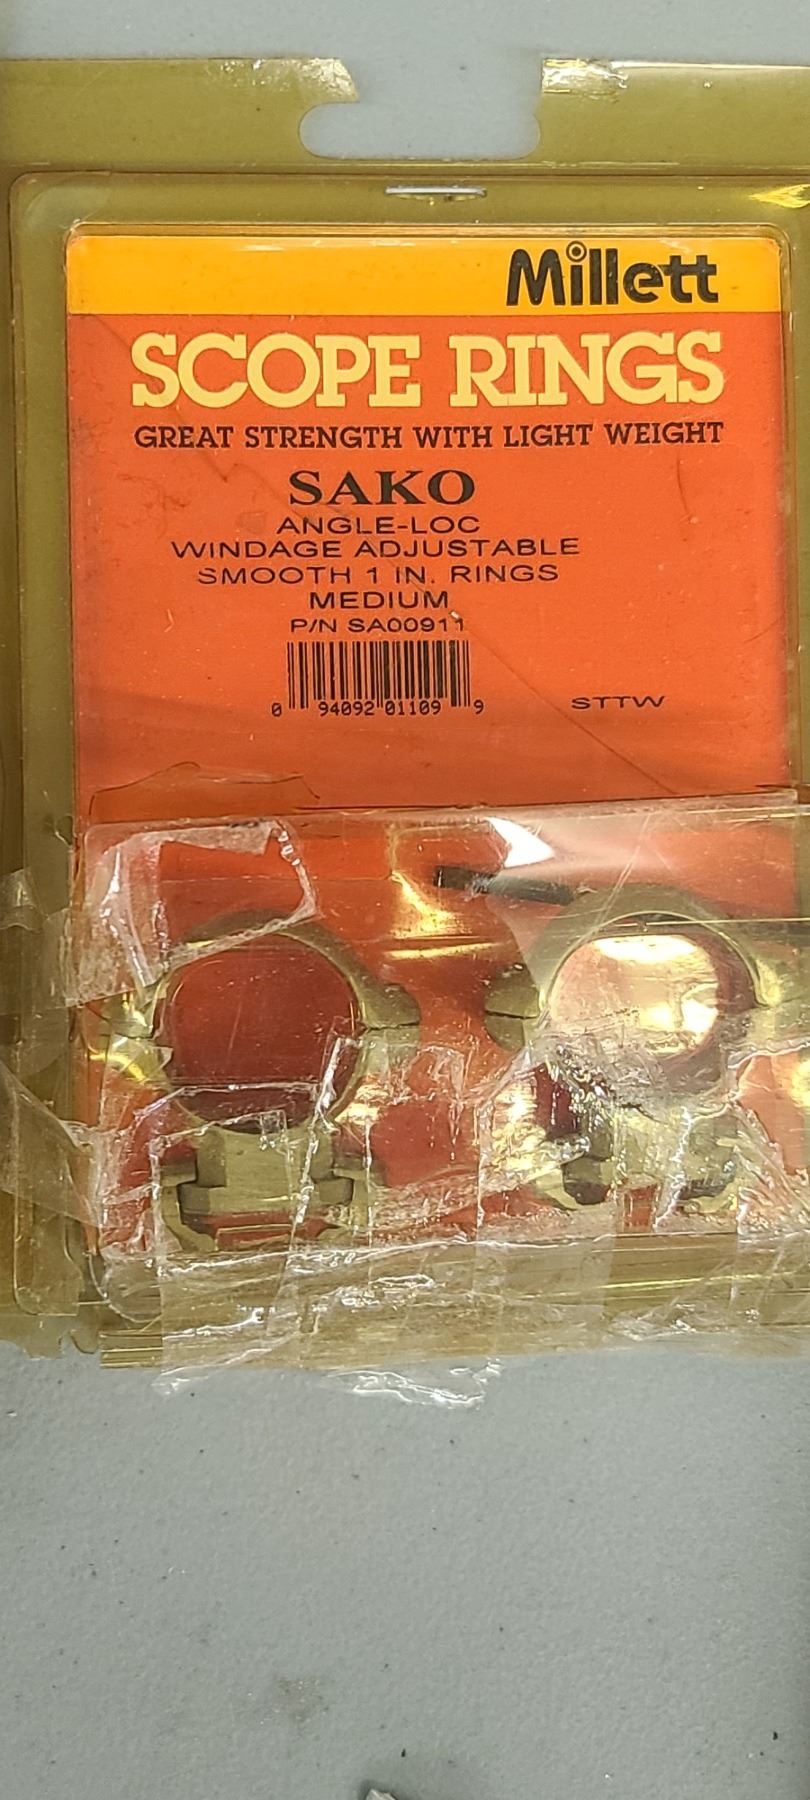 Millett
SCOPE RINGS
GREAT STRENGTH WITH LIGHT WEIGHT
SAKO
ANGLE-LOC
WINDAGE ADJUSTABLE
SMOOTH 1 IN. RINGS
MEDIUM
P/N SA00911
0 94092 01109 9
STTW